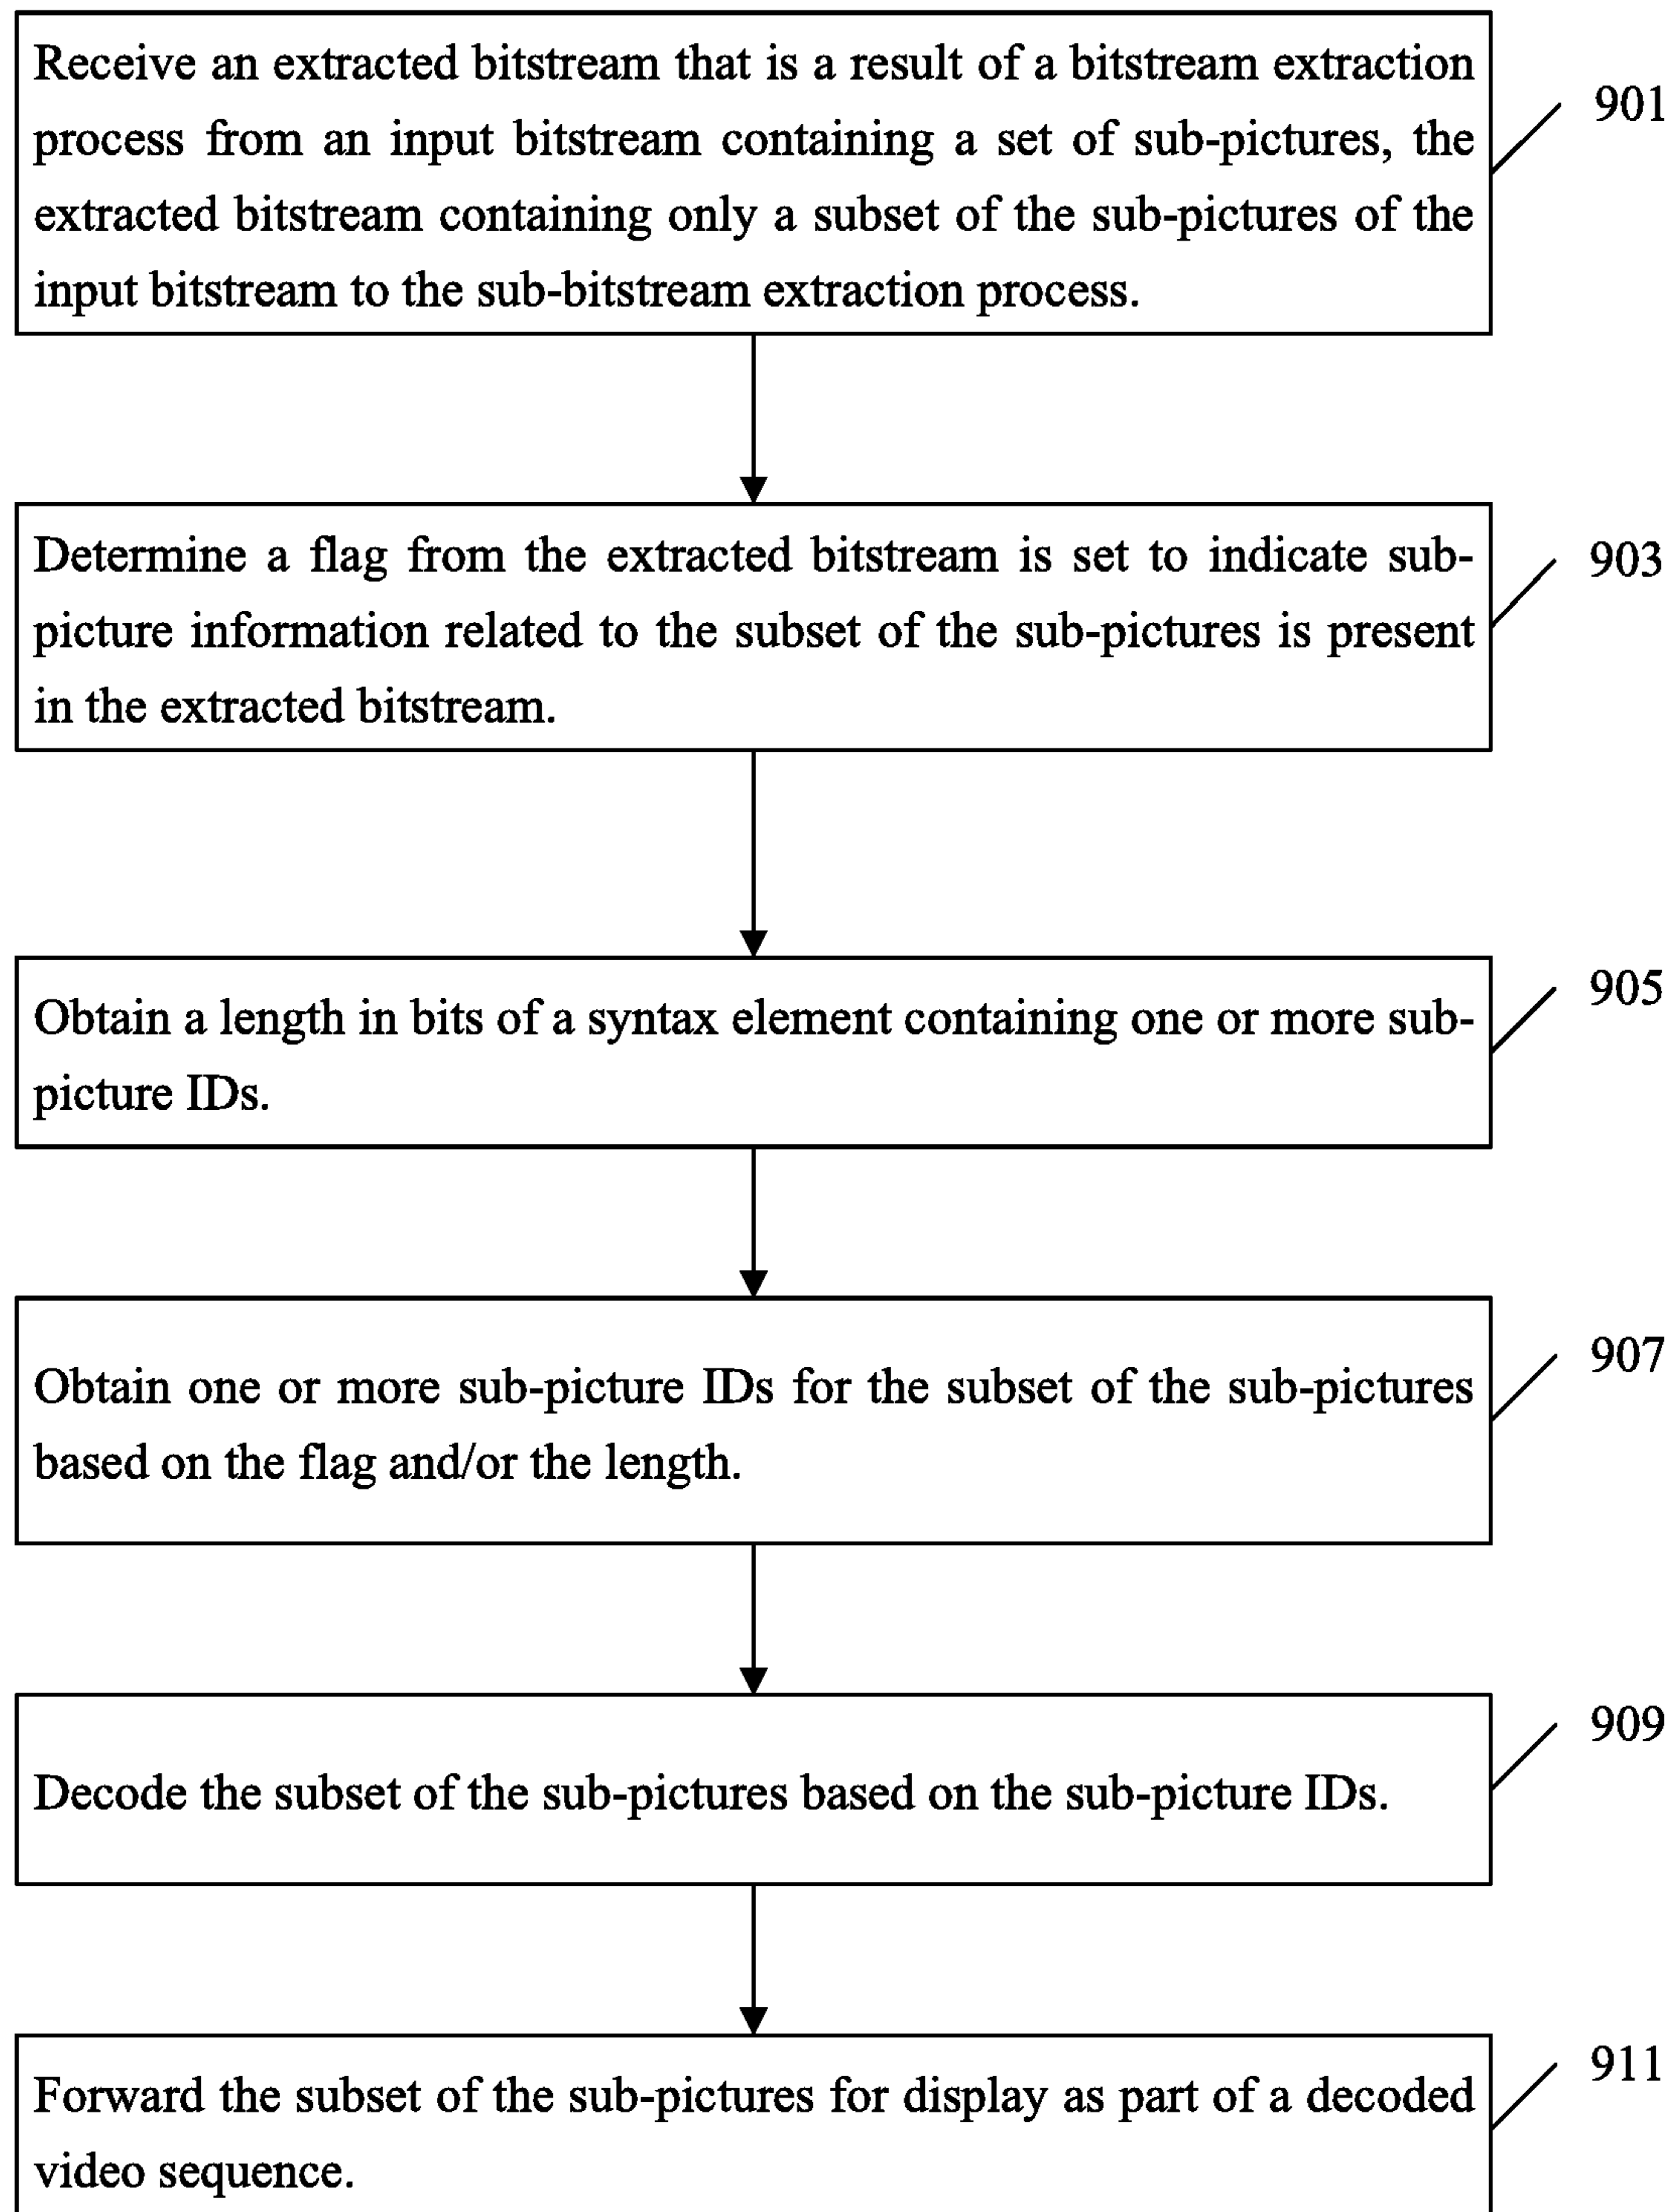 Receive an extracted bitstream that is a result of a bitstream extraction
process from an input bitstream containing a set of sub-pictures, the
extracted bitstream containing only a subset of the sub-pictures of the
input bitstream to the sub-bitstream extraction process.
901
Determine a flag from the extracted bitstream is set to indicate sub-
picture information related to the subset of the sub-pictures is present
in the extracted bitstream.
903
Obtain a length in bits of a syntax element containing one or more sub-
picture IDs.
905
Obtain one or more sub-picture IDs for the subset of the sub-pictures
based on the flag and/or the length.
907
Decode the subset of the sub-pictures based on the sub-picture IDs.
909
Forward the subset of the sub-pictures for display as part of a decoded
video sequence.
911